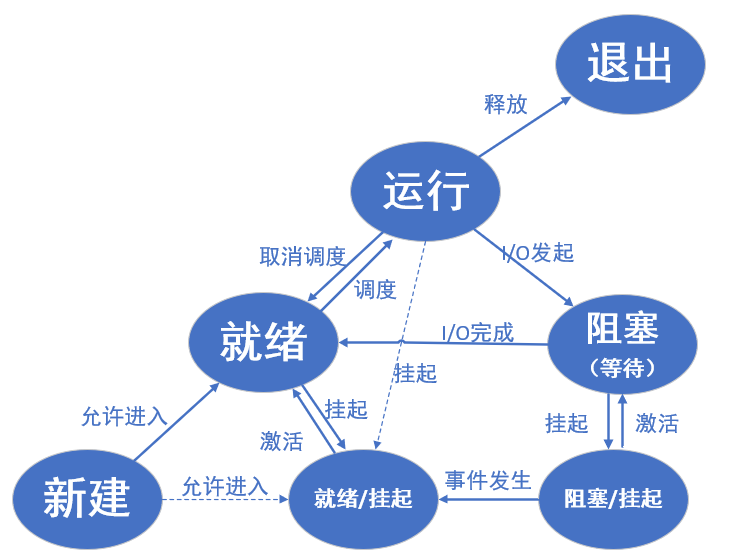 退出
释放
运行
取消调度
I/O发起
调度
就绪
I/O完成
阻塞
（等待）
挂起
允许进入
挂起
激活
挂起
激活
新建
允许进入
就绪/挂起
事件发生
阻塞/挂起